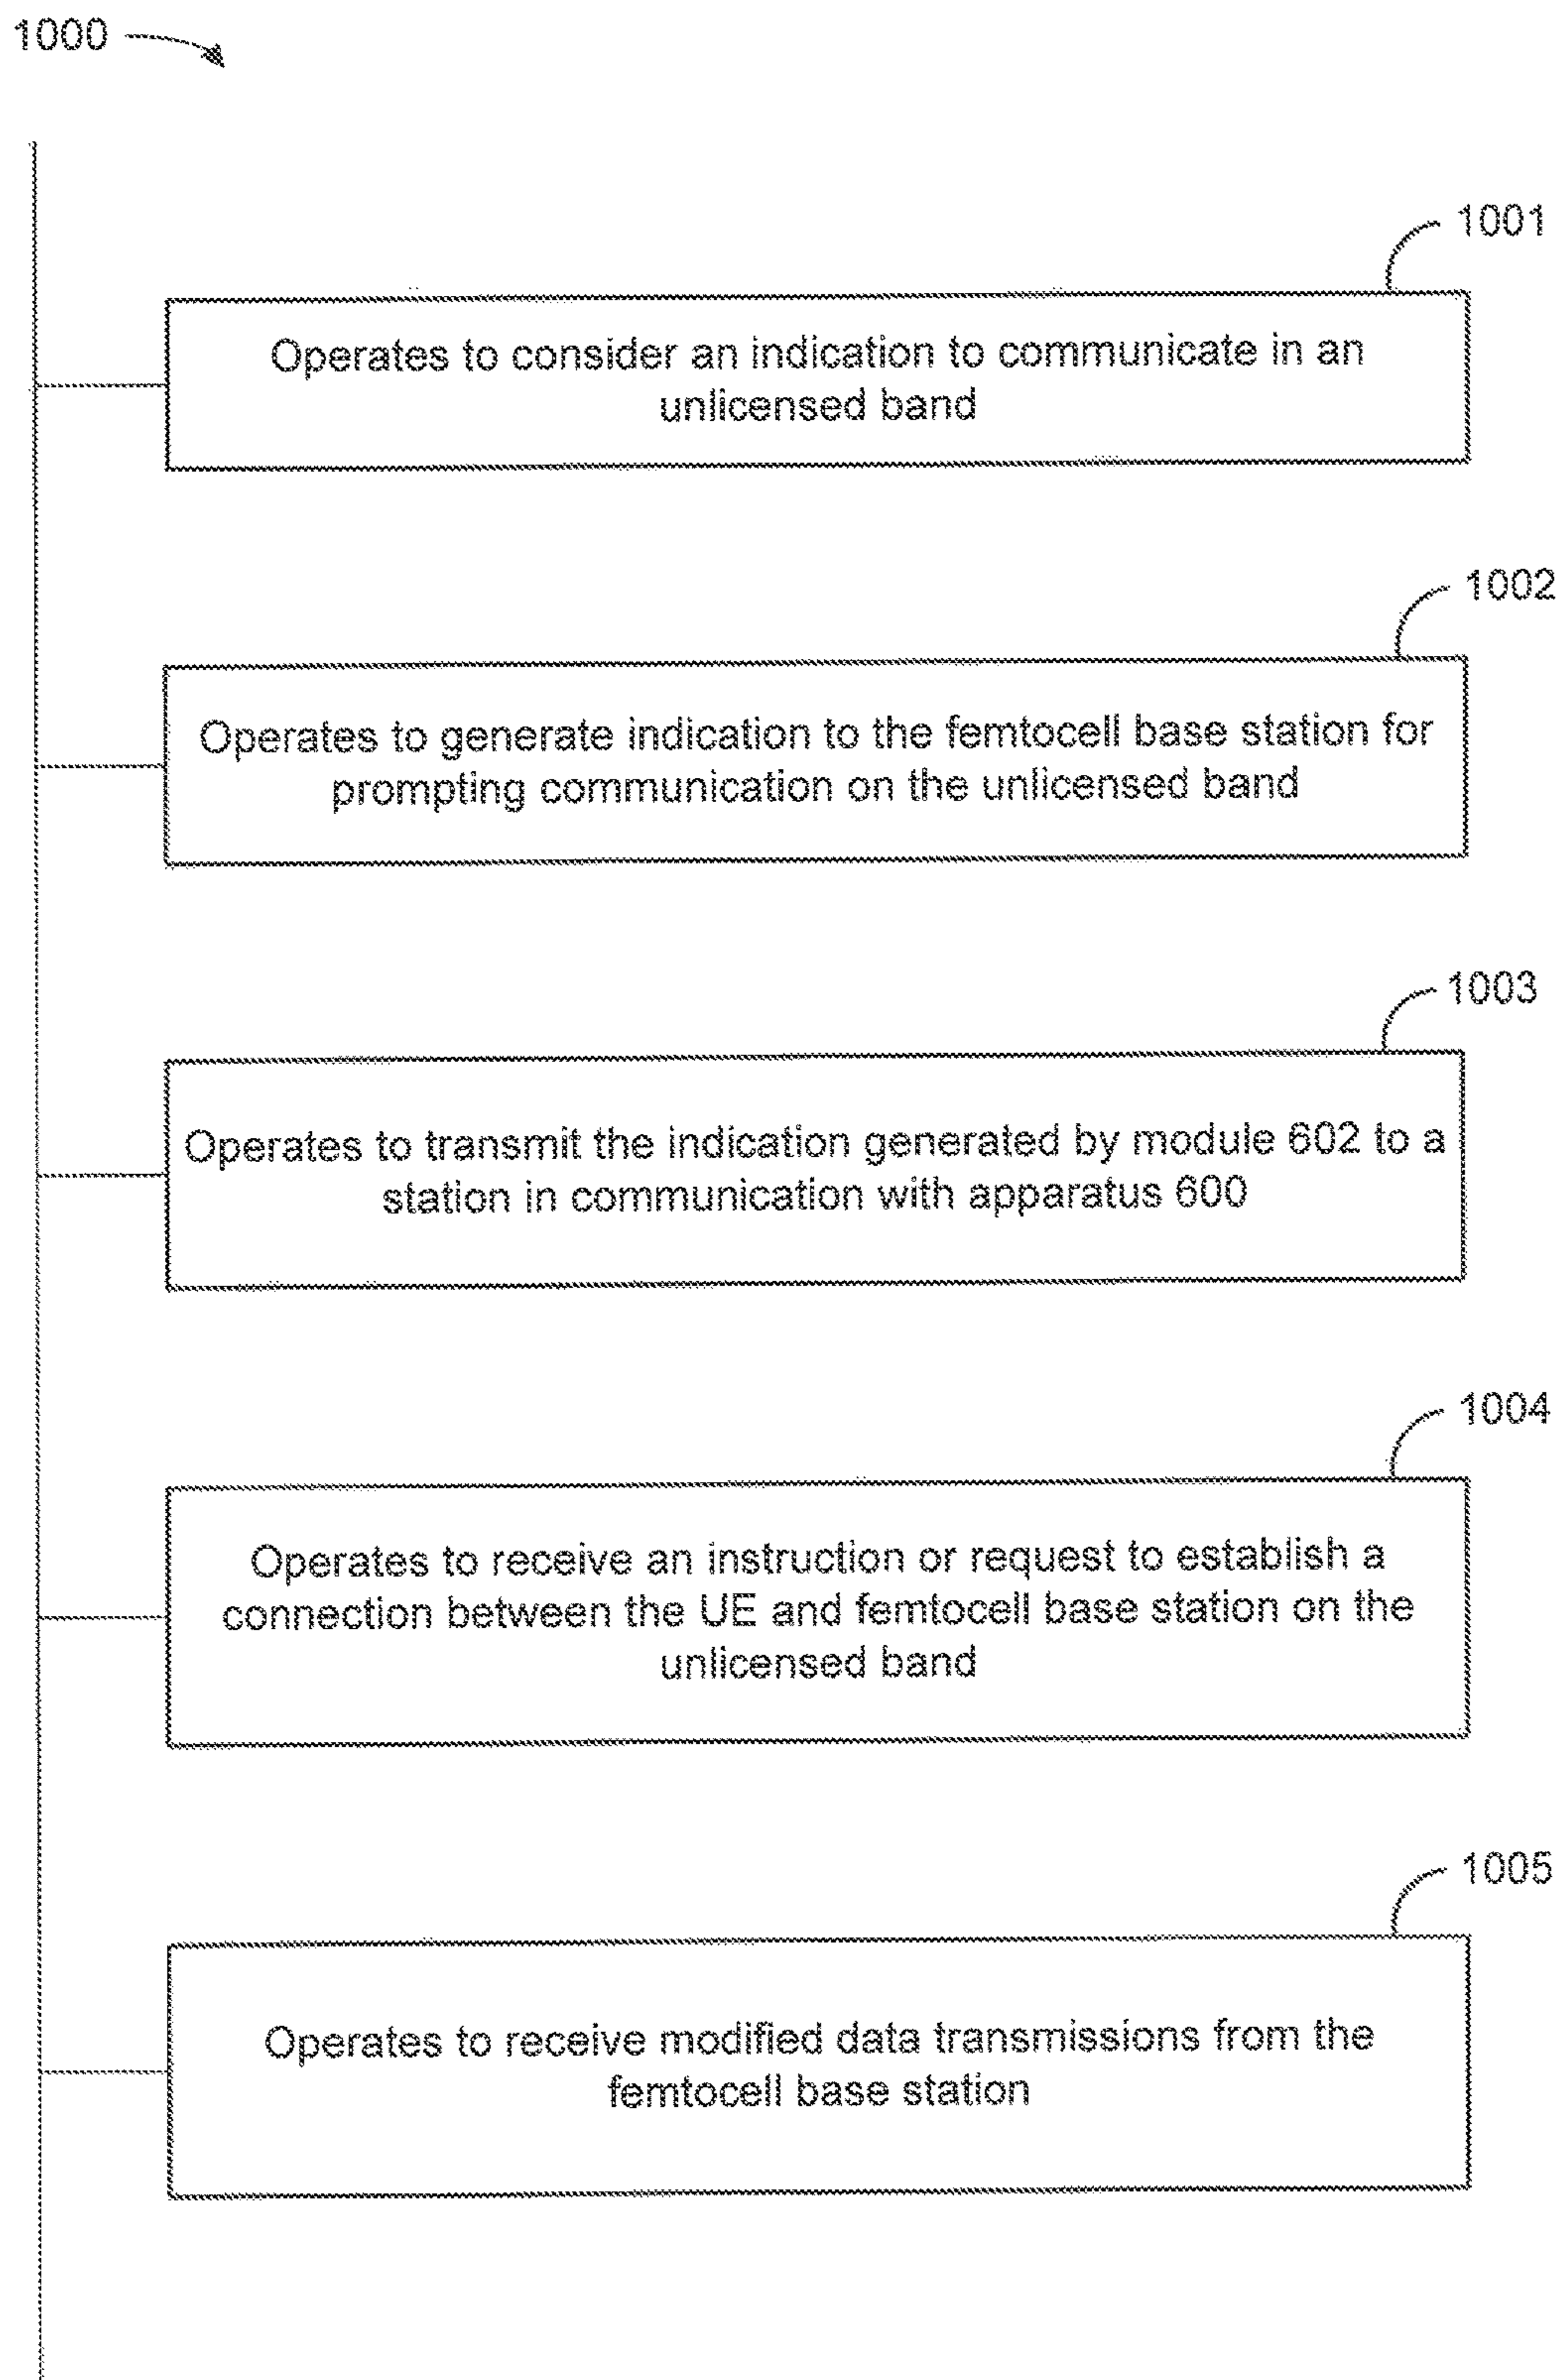 1000
1001
Operates to consider an indication to communicate in an
unlicensed band
1002
Operates to generate indication to the femtocell base station for
prompting communication on the unlicensed band
1003
Operates to transmit the indication generated by module 602 to a
station in communication with apparatus 600
1004
Operates to receive an instruction or request to establish a
connection between the UE and femtocell base station on the
unlicensed band
1005
Operates to receive modified data transmissions from the
femtocell base station